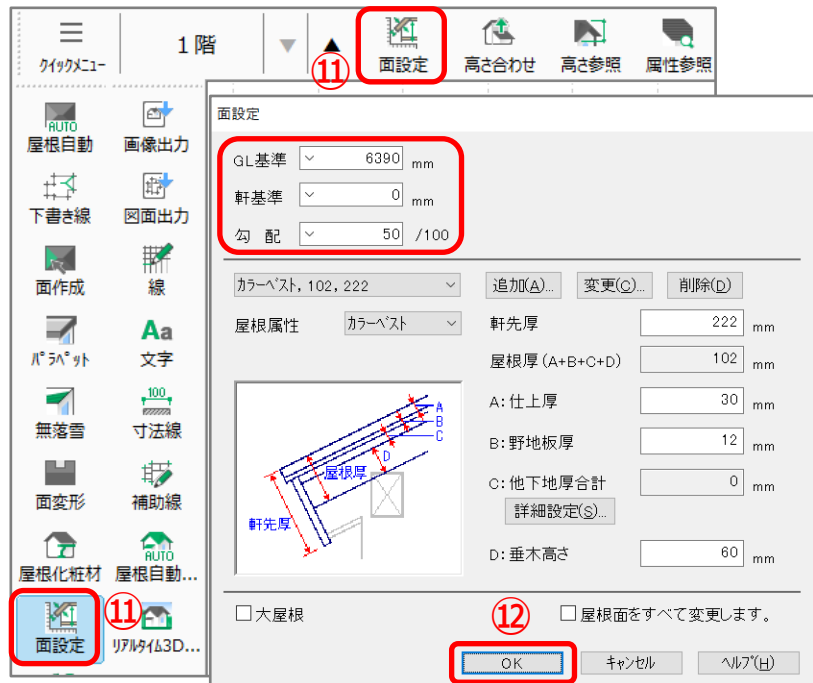 クイックメニュー
1階
▼
▲
⑪
面設定
高さ合わせ
高さ参照
属性参照
AUTO
屋根自動
画像出力
下書き線
図面出力
面作成
線
パラペット
Aa
文字
無落雪
100
寸法線
面変形
補助線
屋根化粧材
AUTO
屋根自動...
⑪
面設定
リアルタイム3D...
面設定
GL基準 6390 mm
軒基準 0 mm
勾 配 50 /100
カラーベスト, 102, 222
追加(A)... 変更(C)... 削除(D)
屋根属性 カラーベスト
軒先厚 222 mm
屋根厚(A+B+C+D) 102 mm
A:仕上厚 30 mm
B:野地板厚 12 mm
C:他下地厚合計 0 mm
詳細設定(S)...
D:垂木高さ 60 mm
A
B
C
D
屋根厚
軒先厚
大屋根
⑫
屋根面をすべて変更します。
OK キャンセル ヘルプ(H)